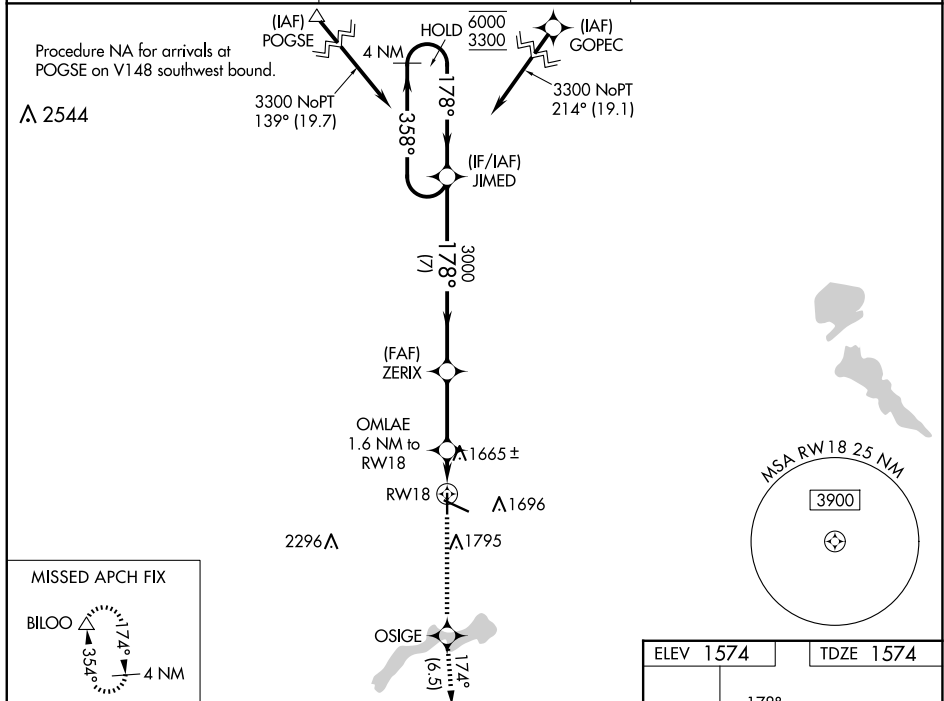 (IAF)
POGSE
HOLD
6000
3300
(IAF)
GOPEC
Procedure NA for arrivals at
POGSE on V148 southwest bound.
4 NM
2544
3300 NoPT
139° (19.7)
178°
3300 NoPT
214° (19.1)
358°
(IF/IAF)
JIMED
3000
178°
(7)
(FAF)
ZERIX
OMLAE
1.6 NM to
RW18
1665 ±
RW18
1696
MSA RW18 25 NM
3900
2296
1795
MISSED APCH FIX
BILOO
174°
354°
4 NM
OSIGE
174°
(6.5)
ELEV 1574
TDZE 1574